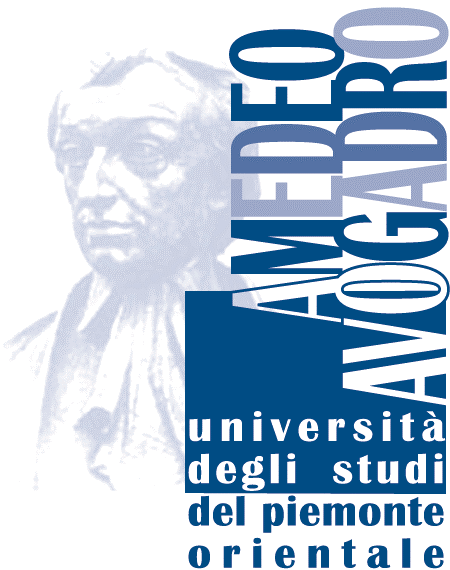 AMEDEO
AVOGADRO
università
degli studi
del piemonte
orientale